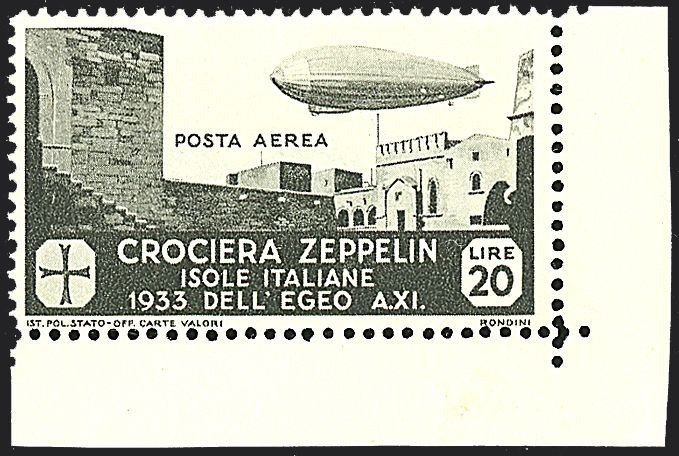 POSTA AEREA
CROCIERA ZEPPELIN
ISOLE ITALIANE
1933 DELL'EGEO A.XI.
LIRE
20
IST. POL. STATO-OFF. CARTE VALORI
RONDINI